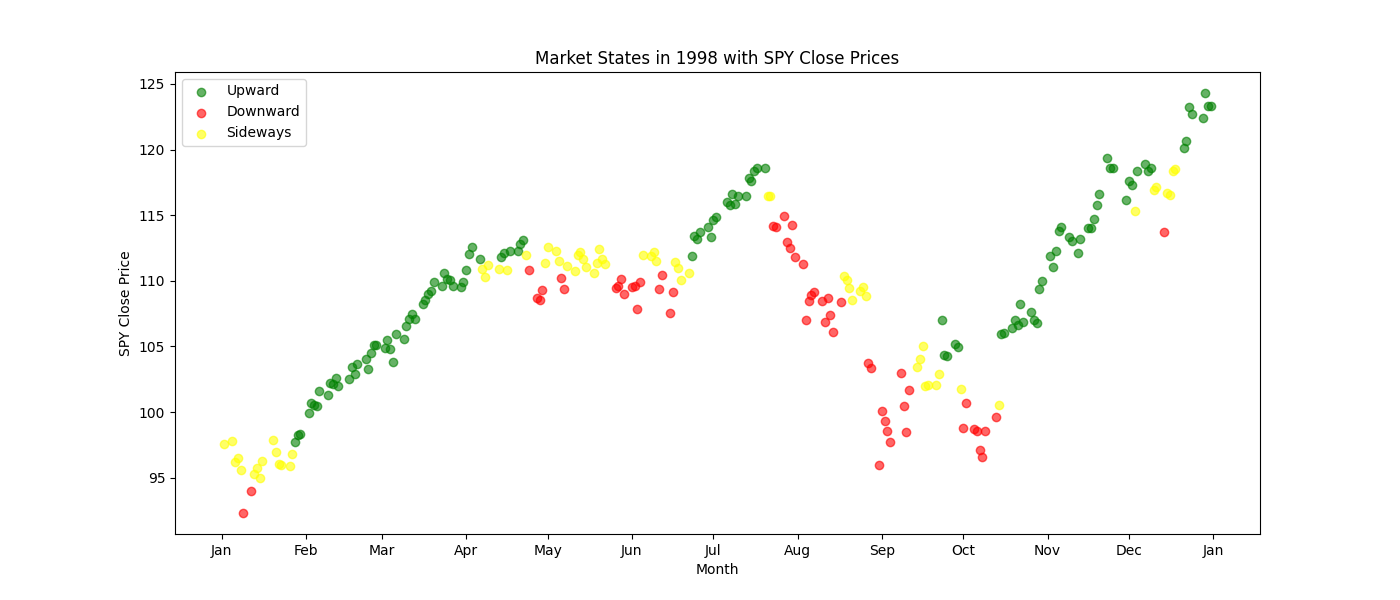 Market States in 1998 with SPY Close Prices
Upward
Downward
Sideways
125
120
115
110
105
100
95
SPY Close Price
Jan Feb Mar Apr May Jun Jul Aug Sep Oct Nov Dec Jan
Month